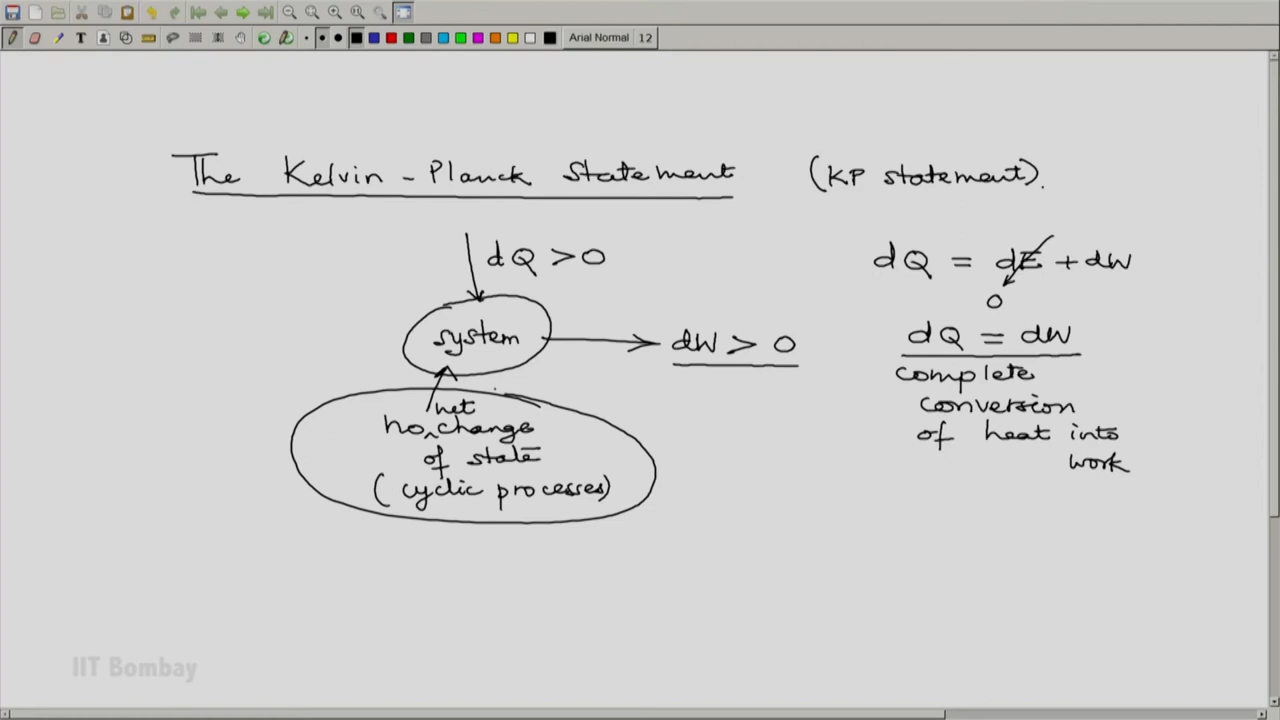 Arial Normal 12
The Kelvin-Planck Statement (KP statement).
dQ > 0
dQ = dE + dW
0
system
dW > 0
dQ = dW
complete
conversion
of heat into
work
net
no change
of state
(cyclic processes)
IIT Bombay